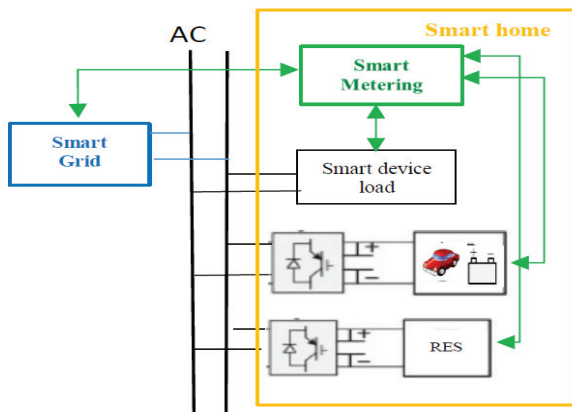 Smart home
AC
Smart
Metering
Smart
Grid
Smart device
load
+
−
− +
+
−
RES